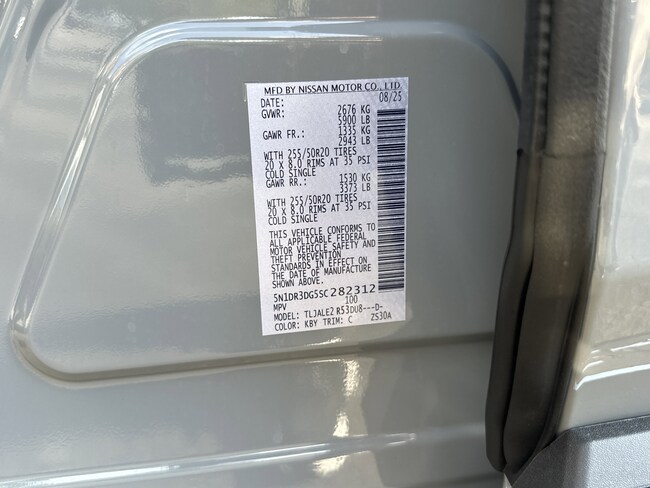 MFD BY NISSAN MOTOR CO., LTD
DATE: 08/25
GVWR: 2676 KG
5900 LB
GAWR FR.: 1335 KG
2943 LB
WITH 255/50R20 TIRES
20 x 8.0 RIMS AT 35 PSI
COLD SINGLE
GAWR RR.: 1530 KG
3373 LB
WITH 255/50R20 TIRES
20 x 8.0 RIMS AT 35 PSI
COLD SINGLE
THIS VEHICLE CONFORMS TO
ALL APPLICABLE FEDERAL
MOTOR VEHICLE SAFETY AND
THEFT PREVENTION
STANDARDS IN EFFECT ON
THE DATE OF MANUFACTURE
SHOWN ABOVE.
5N1DR3DG5SC282312
MPV 100
MODEL: TLJALE2 R53DU8---D-
COLOR: KBY TRIM: C ZS30A